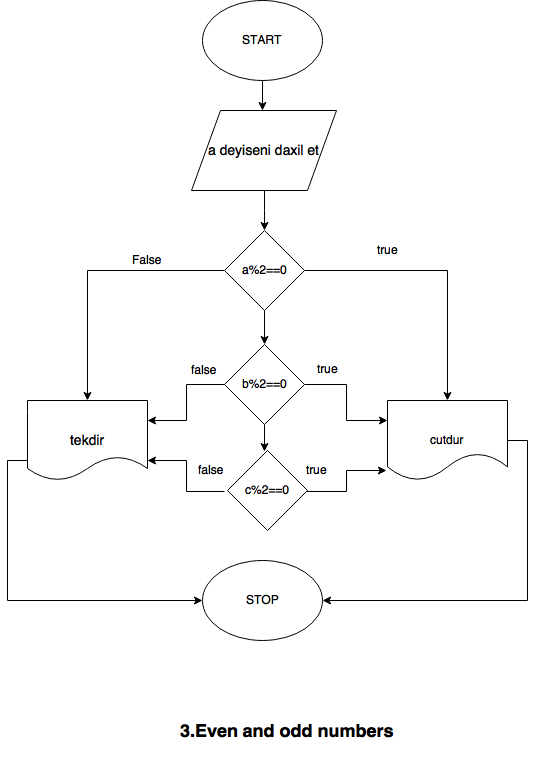 START
a deyiseni daxil et
a%2==0
False
true
b%2==0
false
true
tekdir
cutdur
c%2==0
false
true
STOP
3.Even and odd numbers